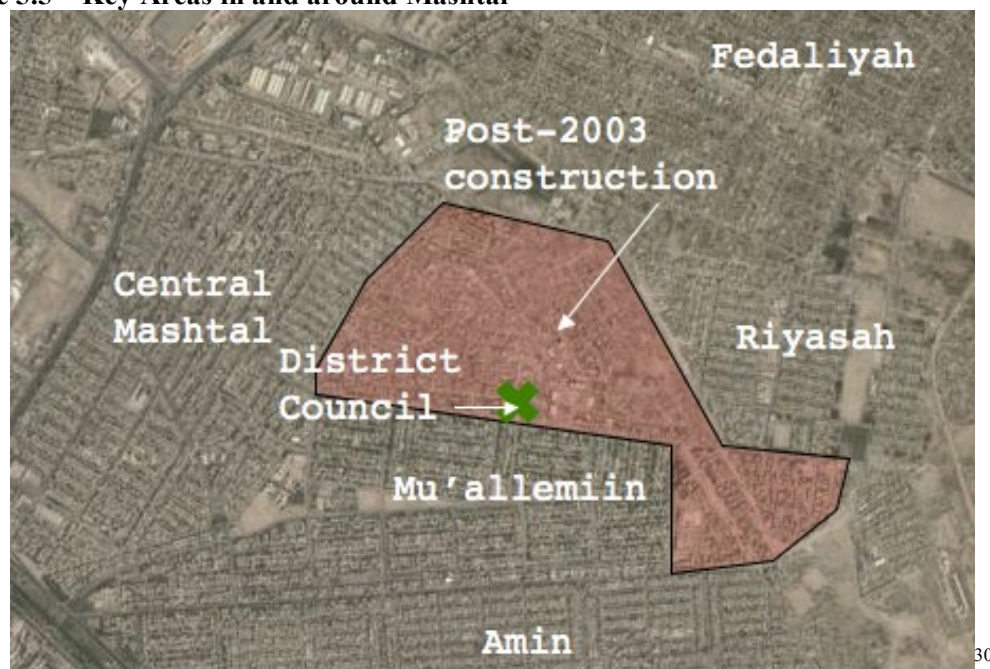 Key Areas in and around Mashtal
Fedaliyah
Post-2003
construction
Central
Mashtal
Riyasah
District
Council
Mu’allemiin
Amin
30